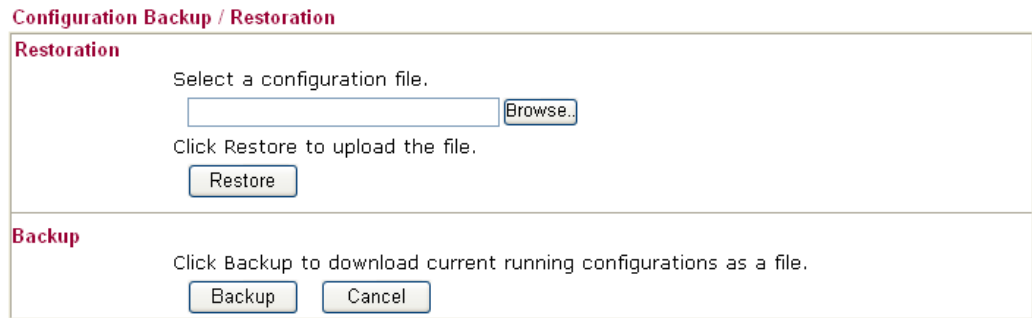 Configuration Backup / Restoration
Restoration
Select a configuration file.
Browse..
Click Restore to upload the file.
Restore
Backup
Click Backup to download current running configurations as a file.
Backup Cancel